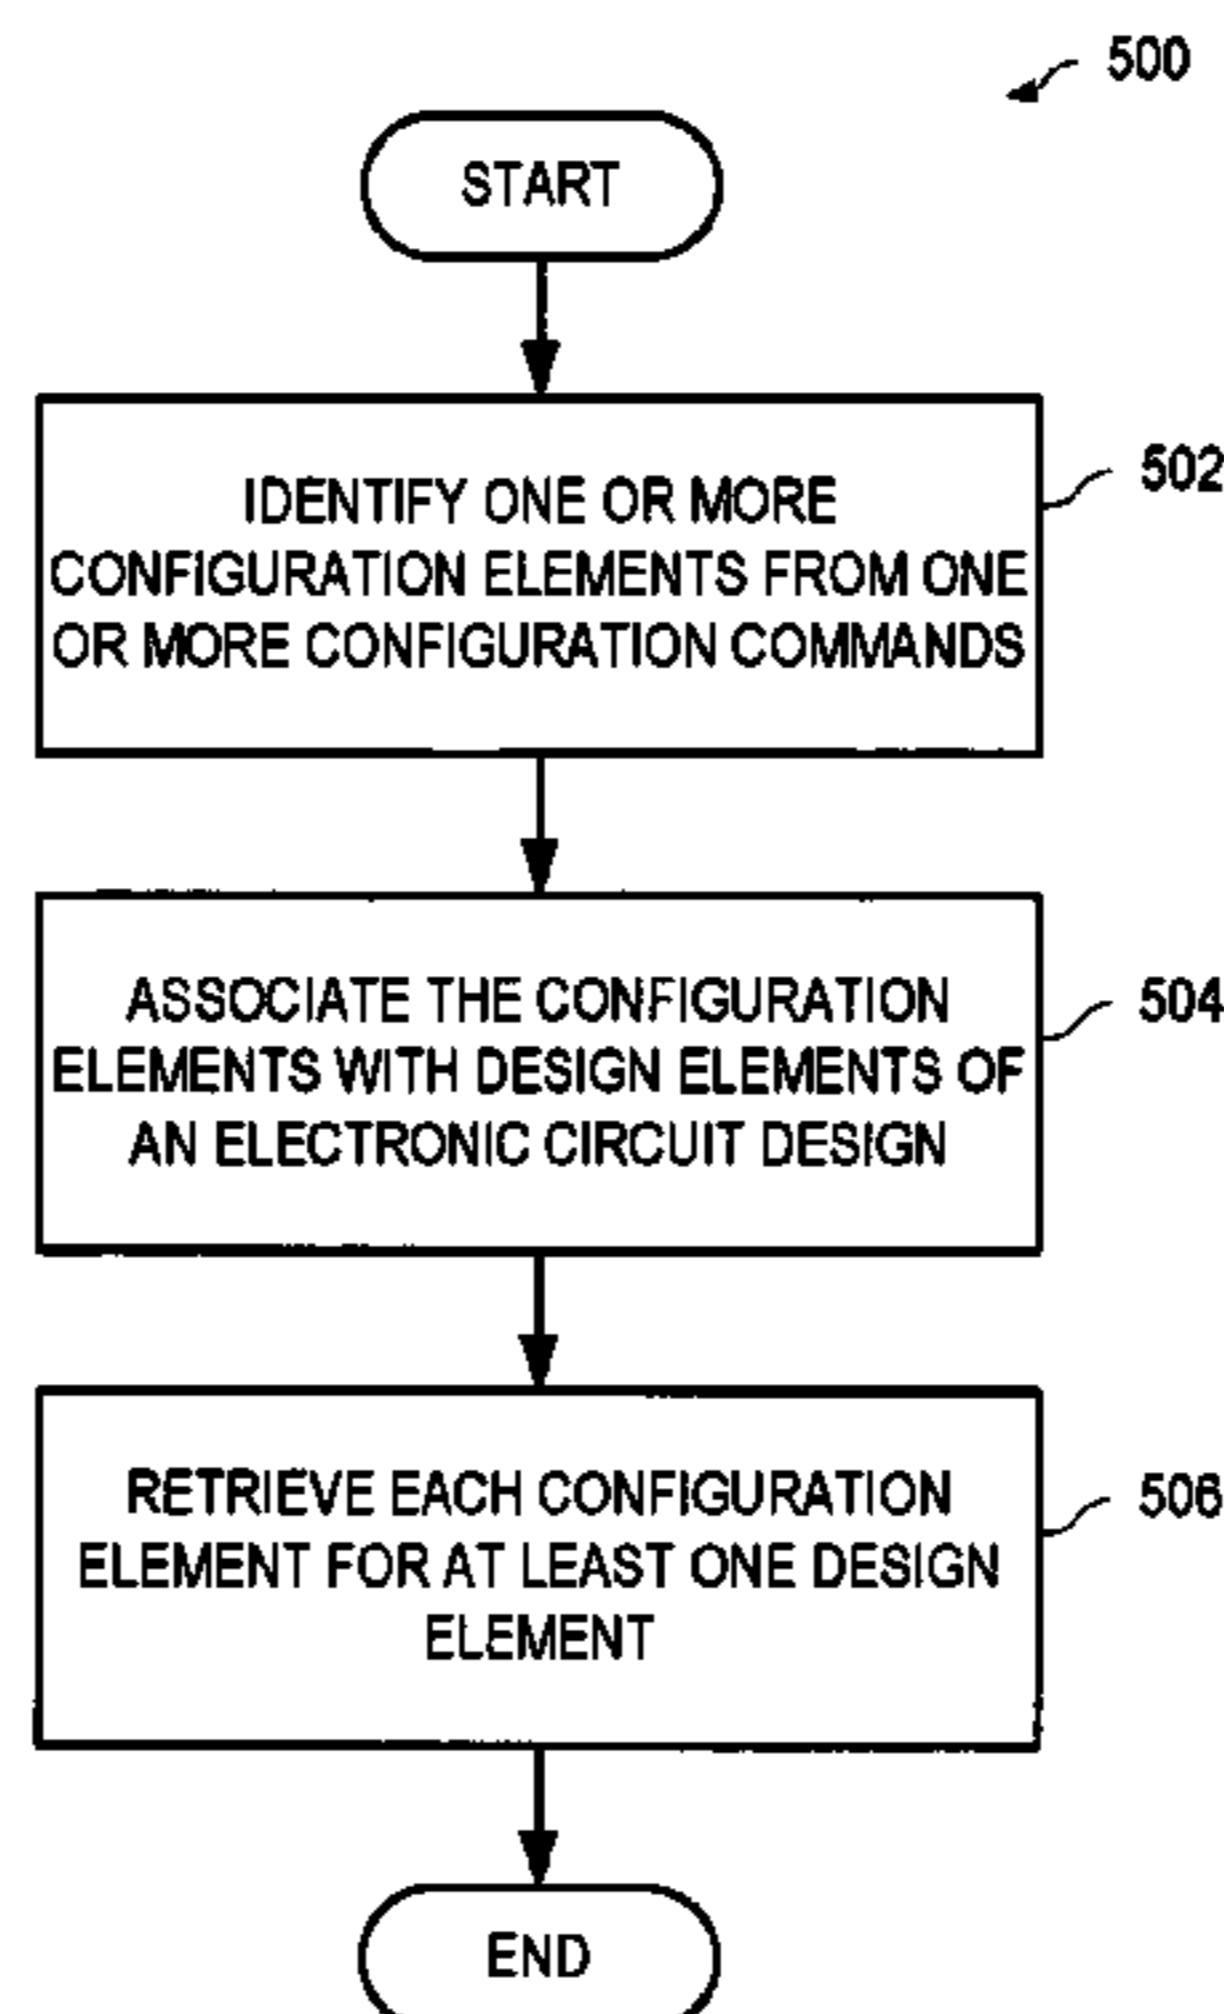 500
START
IDENTIFY ONE OR MORE
CONFIGURATION ELEMENTS FROM ONE
OR MORE CONFIGURATION COMMANDS
502
ASSOCIATE THE CONFIGURATION
ELEMENTS WITH DESIGN ELEMENTS OF
AN ELECTRONIC CIRCUIT DESIGN
504
RETRIEVE EACH CONFIGURATION
ELEMENT FOR AT LEAST ONE DESIGN
ELEMENT
506
END